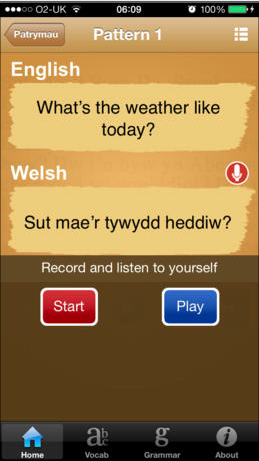 O2-UK 06:09 100%
Patrymau Pattern 1
English
What's the weather like
today?
Welsh
Sut mae'r tywydd heddiw?
Record and listen to yourself
Start Play
abc g i
Home Vocab Grammar About